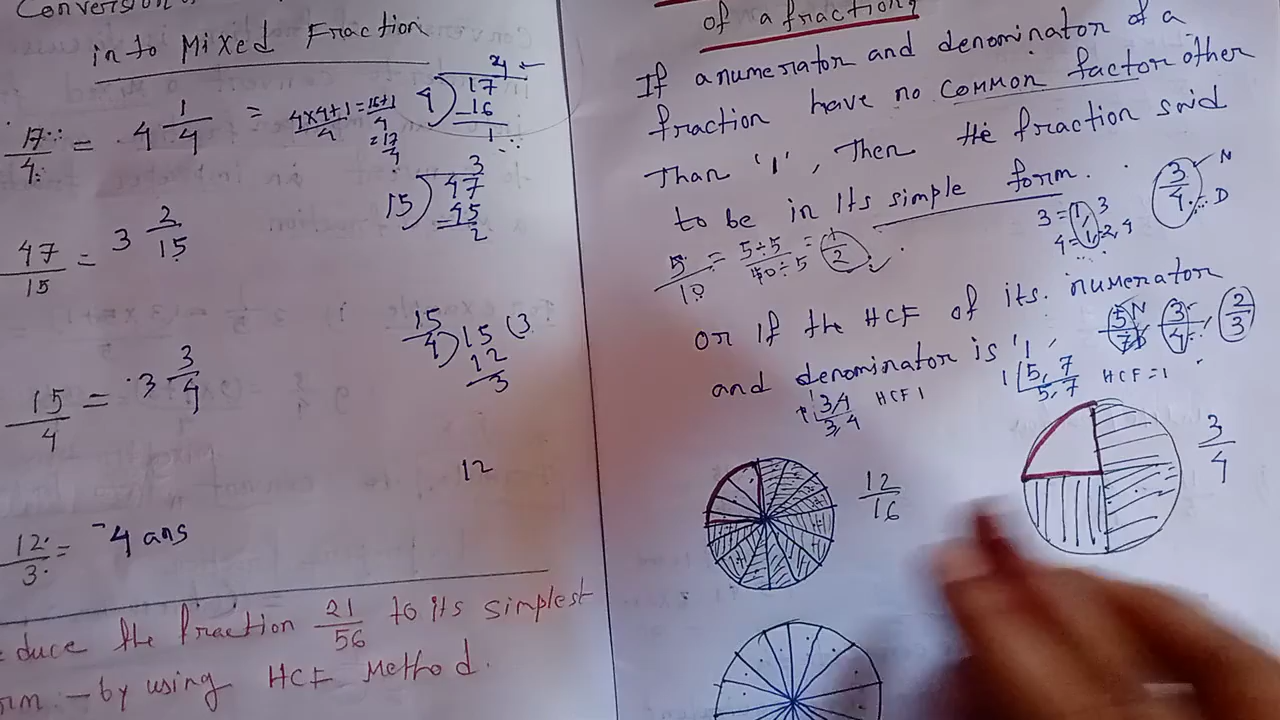 Conversion
in to Mixed Fraction
17/4 = 4 1/4 = 4x4+1/4 = 16+1/4
= 17/4
4 ) 17
16
1
47/15 = 3 2/15
3
15 ) 47
45
2
15/4 = 3 3/4
15/4
) 15 ( 3
12
3
12
12/3 = 4 ans
duce the fraction 21/56 to its simplest
rm. - by using HCF Method.
of a fraction?
If a numerator and denominator of a
fraction have no common factor other
Than '1', Then the fraction said
to be in its simple form.
3/4 N
D
3 = 1, 3
4 = 1, 2, 4
5/10 = 5÷5/10÷5 = 1/2
or If the HCF of its numerator
and denominator is '1'
5/7 N 3/4, 2/3
1 3,4 HCF 1
3,4
1 5, 7 HCF = 1
5, 7
12/16
3/4